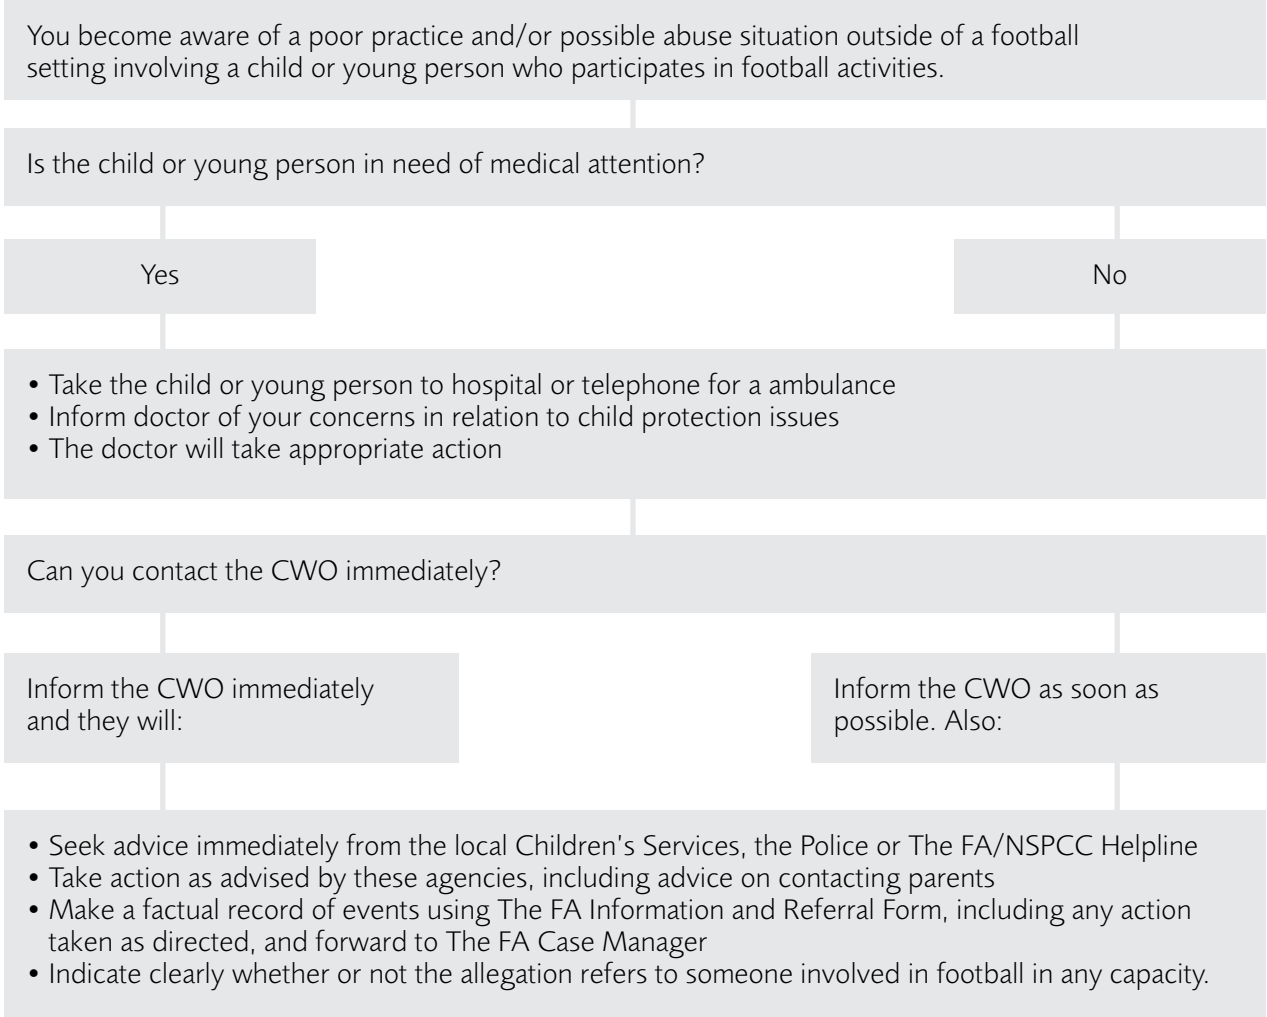 You become aware of a poor practice and/or possible abuse situation outside of a football
setting involving a child or young person who participates in football activities.
Is the child or young person in need of medical attention?
Yes
No
• Take the child or young person to hospital or telephone for a ambulance
• Inform doctor of your concerns in relation to child protection issues
• The doctor will take appropriate action
Can you contact the CWO immediately?
Inform the CWO immediately
and they will:
Inform the CWO as soon as
possible. Also:
• Seek advice immediately from the local Children's Services, the Police or The FA/NSPCC Helpline
• Take action as advised by these agencies, including advice on contacting parents
• Make a factual record of events using The FA Information and Referral Form, including any action
taken as directed, and forward to The FA Case Manager
• Indicate clearly whether or not the allegation refers to someone involved in football in any capacity.